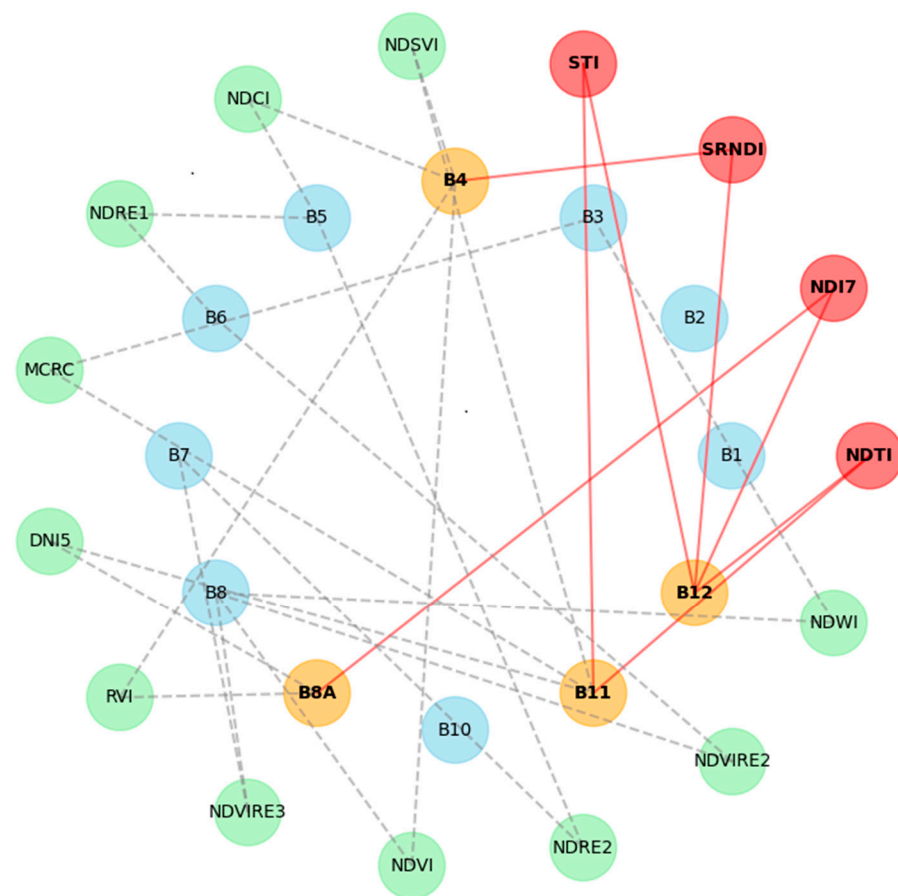 NDSVI
STI
NDCI
SRNDI
B4
NDRE1
B5
B3
NDI7
B6
B2
MCRC
B7
B1
NDTI
DNI5
B8
B12
NDWI
RVI
B8A
B11
B10
NDVIRE2
NDVIRE3
NDRE2
NDVI